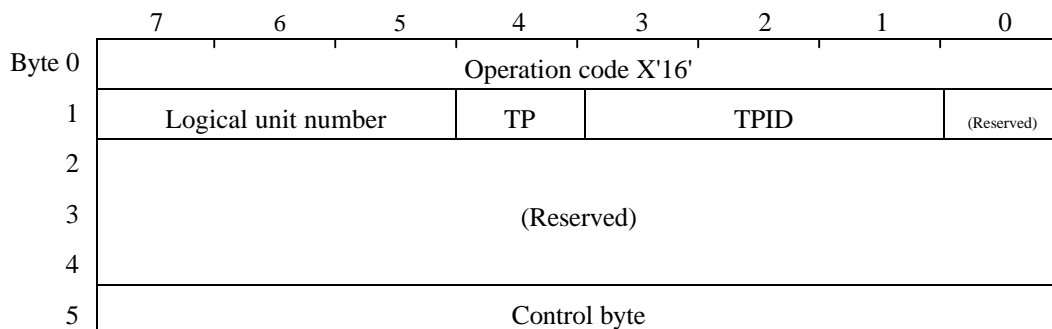 7 6 5 4 3 2 1 0
Byte 0 Operation code X'16'
1 Logical unit number TP TPID (Reserved)
2
3 (Reserved)
4
5 Control byte